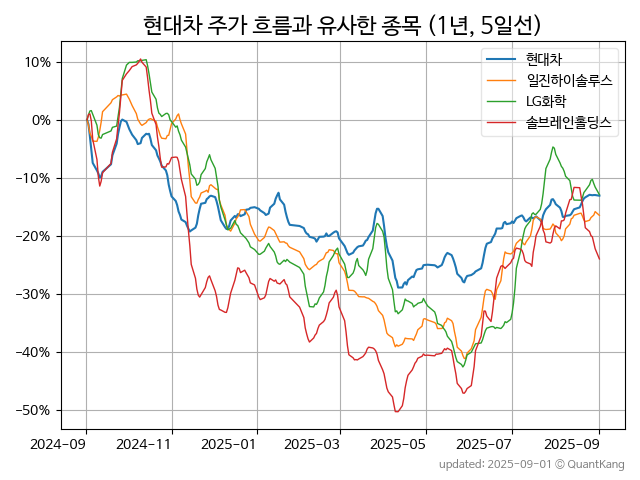 현대차 주가 흐름과 유사한 종목 (1년, 5일선)
현대차
일진하이솔루스
LG화학
솔브레인홀딩스
10%
0%
−10%
−20%
−30%
−40%
−50%
2024-09
2024-11
2025-01
2025-03
2025-05
2025-07
2025-09
updated: 2025-09-01 © QuantKang